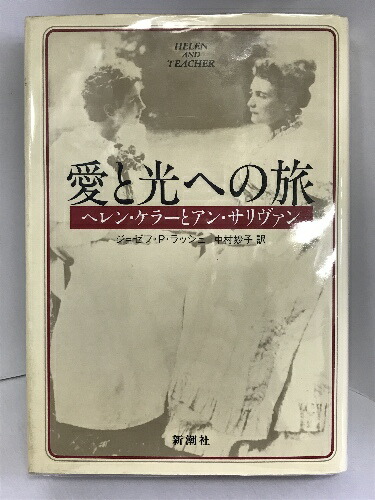 HELEN
AND
TEACHER
愛と光への旅
ヘレン・ケラーとアン・サリヴァン
ジョゼフ・P・ラッシュ 中村妙子 訳
新潮社